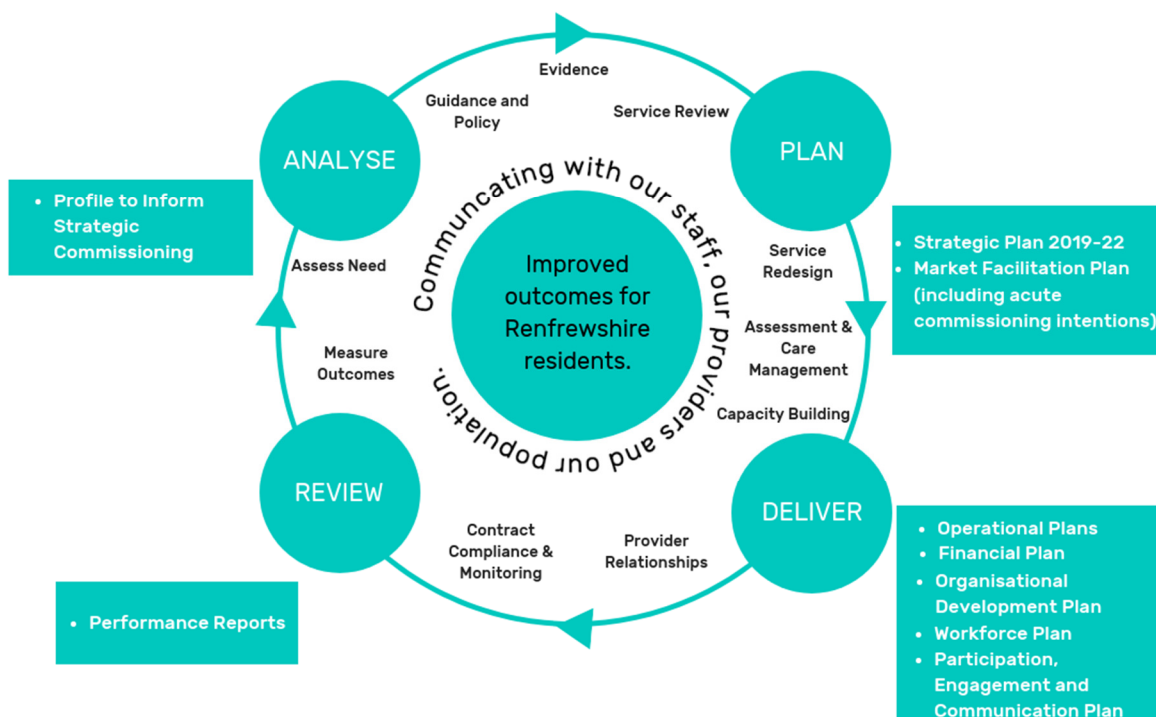 Evidence
Guidance and
Policy
Service Review
ANALYSE
PLAN
• Profile to Inform
Strategic
Commissioning
Assess Need
Communcating with our staff, our providers and our population.
Improved
outcomes for
Renfrewshire
residents.
Service
Redesign
• Strategic Plan 2019-22
• Market Facilitation Plan
(including acute
commissioning intentions)
Assessment &
Care
Management
Measure
Outcomes
Capacity Building
REVIEW
DELIVER
Contract
Compliance &
Monitoring
Provider
Relationships
• Operational Plans
• Financial Plan
• Organisational
Development Plan
• Workforce Plan
• Participation,
Engagement and
Communication Plan
• Performance Reports